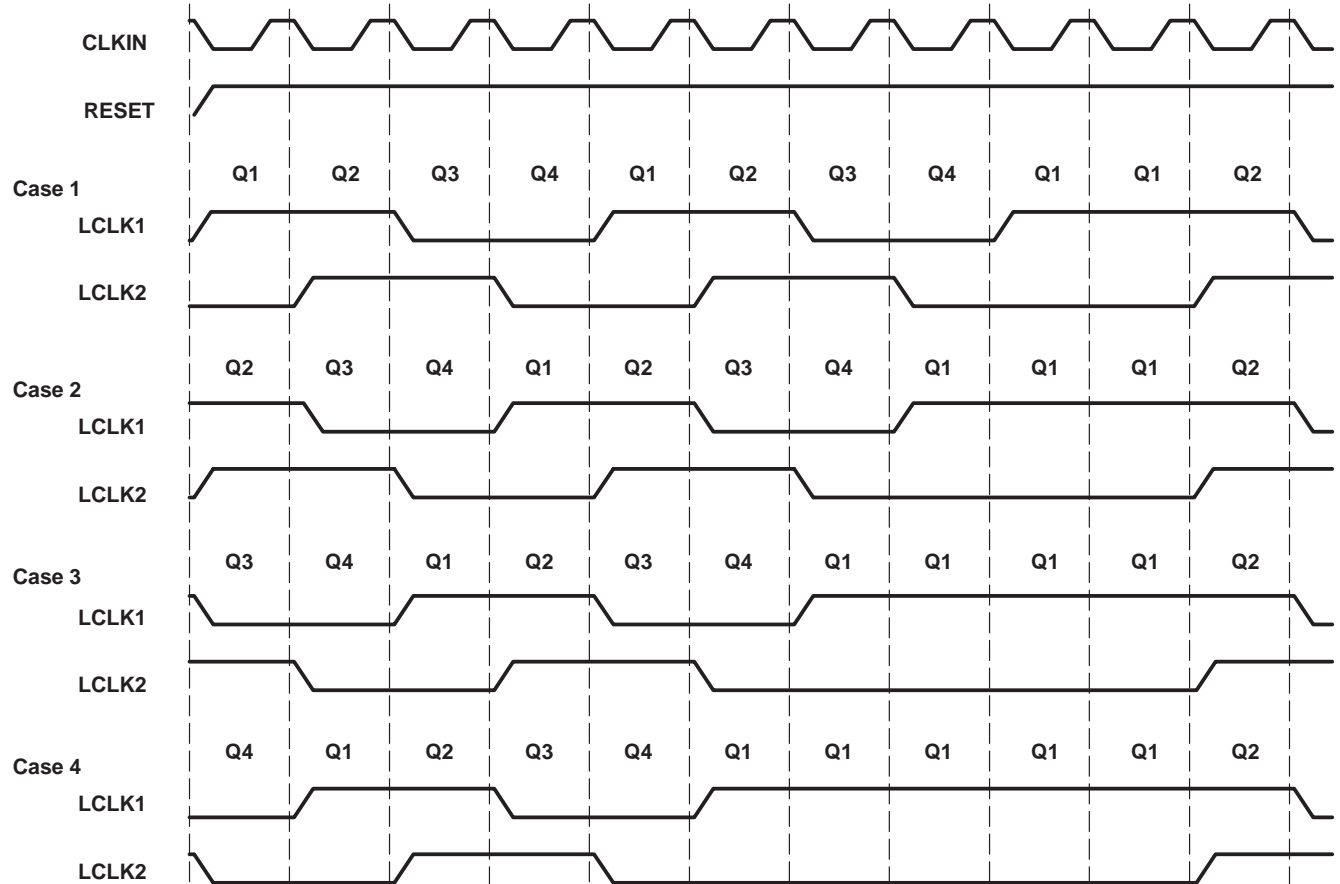 CLKIN
RESET
Q1 Q2 Q3 Q4 Q1 Q2 Q3 Q4 Q1 Q1 Q2
Case 1
LCLK1
LCLK2
Q2 Q3 Q4 Q1 Q2 Q3 Q4 Q1 Q1 Q1 Q2
Case 2
LCLK1
LCLK2
Q3 Q4 Q1 Q2 Q3 Q4 Q1 Q1 Q1 Q1 Q2
Case 3
LCLK1
LCLK2
Q4 Q1 Q2 Q3 Q4 Q1 Q1 Q1 Q1 Q1 Q2
Case 4
LCLK1
LCLK2